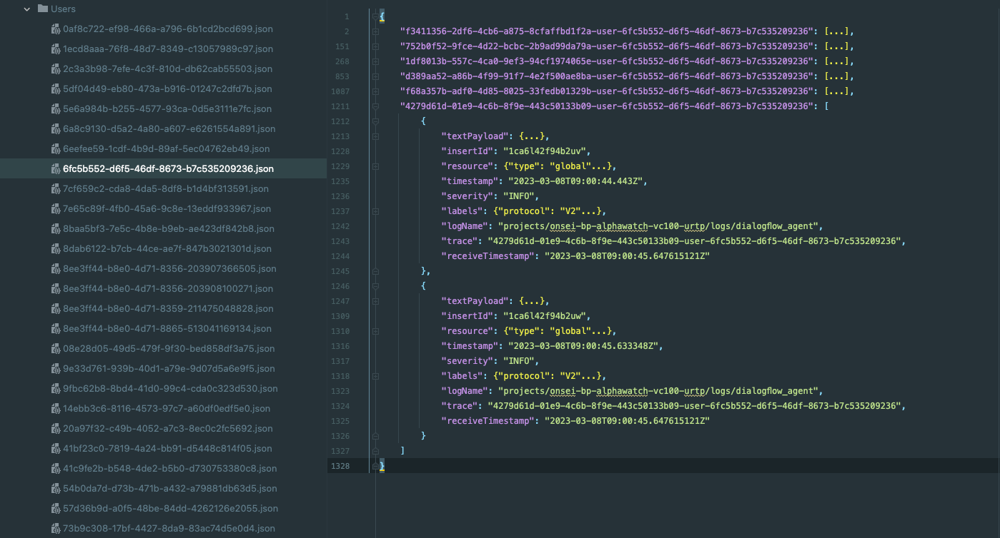 Users
0af8c722-ef98-466a-a796-6b1cd2bcd699.json
1ecd8aaa-76f8-48d7-8349-c13057989c97.json
2c3a3b98-7efe-4c3f-810d-db62cab55503.json
5df04d49-eb80-473a-b916-01247c2dfd7b.json
5e6a984b-b255-4577-93ca-0d5e3111e7fc.json
6a8c9130-d5a2-4a80-a607-e6261554a891.json
6eefee59-1cdf-4b9d-89af-5ec04762eb49.json
6fc5b552-d6f5-46df-8673-b7c535209236.json
7cf659c2-cda8-4da5-8df8-b1d4bf313591.json
7e65c89f-4fb0-45a6-9c8e-13eddf933967.json
8baa5bf3-7e5c-4b8e-b9eb-ae423df842b8.json
8dab6122-b7cb-44ce-ae7f-847b3021301d.json
8ee3ff44-b8e0-4d71-8356-203907366505.json
8ee3ff44-b8e0-4d71-8356-203908100271.json
8ee3ff44-b8e0-4d71-8359-211475048828.json
8ee3ff44-b8e0-4d71-8865-513041169134.json
08e28d05-49d5-479f-9f30-bed858df3a75.json
9e33d761-939b-40d1-a79e-9d07d5a6e9f5.json
9fbc62b8-8bd4-41d0-99c4-cda0c323d530.json
14ebb3c6-8116-4573-97c7-a60df0edf5e0.json
20a97f32-c49b-4052-a7c3-8ec0c2fc5692.json
41bf23c0-7819-4a24-bb91-d5448c814f05.json
41c9fe2b-b548-4de2-b5b0-d730753380c8.json
54b0da7d-d73b-471b-a432-a79881db63d5.json
57d36b9d-a0f5-48be-84dd-4262126e2055.json
73b9c308-17bf-4427-8da9-83ac74d5e0d4.json
1 {
2 "f3411356-2df6-4cb6-a875-8cfaffbd1f2a-user-6fc5b552-d6f5-46df-8673-b7c535209236": [...],
151 "752b0f52-9fce-4d22-bcbc-2b9ad99da79a-user-6fc5b552-d6f5-46df-8673-b7c535209236": [...],
268 "1df8013b-557c-4ca0-9ef3-94cf1974065e-user-6fc5b552-d6f5-46df-8673-b7c535209236": [...],
853 "d389aa52-a86b-4f99-91f7-4e2f500ae8ba-user-6fc5b552-d6f5-46df-8673-b7c535209236": [...],
1087 "f68a357b-adf0-4d85-8025-33fedb01329b-user-6fc5b552-d6f5-46df-8673-b7c535209236": [...],
1211 "4279d61d-01e9-4c6b-8f9e-443c50133b09-user-6fc5b552-d6f5-46df-8673-b7c535209236": [
1212 {
1213 "textPayload": {...},
1228 "insertId": "1ca6l42f94b2uv",
1229 "resource": {"type": "global"...},
1235 "timestamp": "2023-03-08T09:00:44.443Z",
1236 "severity": "INFO",
1237 "labels": {"protocol": "V2"...},
1242 "logName": "projects/onsei-bp-alphawatch-vc100-urtp/logs/dialogflow_agent",
1243 "trace": "4279d61d-01e9-4c6b-8f9e-443c50133b09-user-6fc5b552-d6f5-46df-8673-b7c535209236",
1244 "receiveTimestamp": "2023-03-08T09:00:45.647615121Z"
1245 },
1246 {
1247 "textPayload": {...},
1309 "insertId": "1ca6l42f94b2uw",
1310 "resource": {"type": "global"...},
1316 "timestamp": "2023-03-08T09:00:45.633348Z",
1317 "severity": "INFO",
1318 "labels": {"protocol": "V2"...},
1323 "logName": "projects/onsei-bp-alphawatch-vc100-urtp/logs/dialogflow_agent",
1324 "trace": "4279d61d-01e9-4c6b-8f9e-443c50133b09-user-6fc5b552-d6f5-46df-8673-b7c535209236",
1325 "receiveTimestamp": "2023-03-08T09:00:45.647615121Z"
1326 }
1327 ]
1328 }